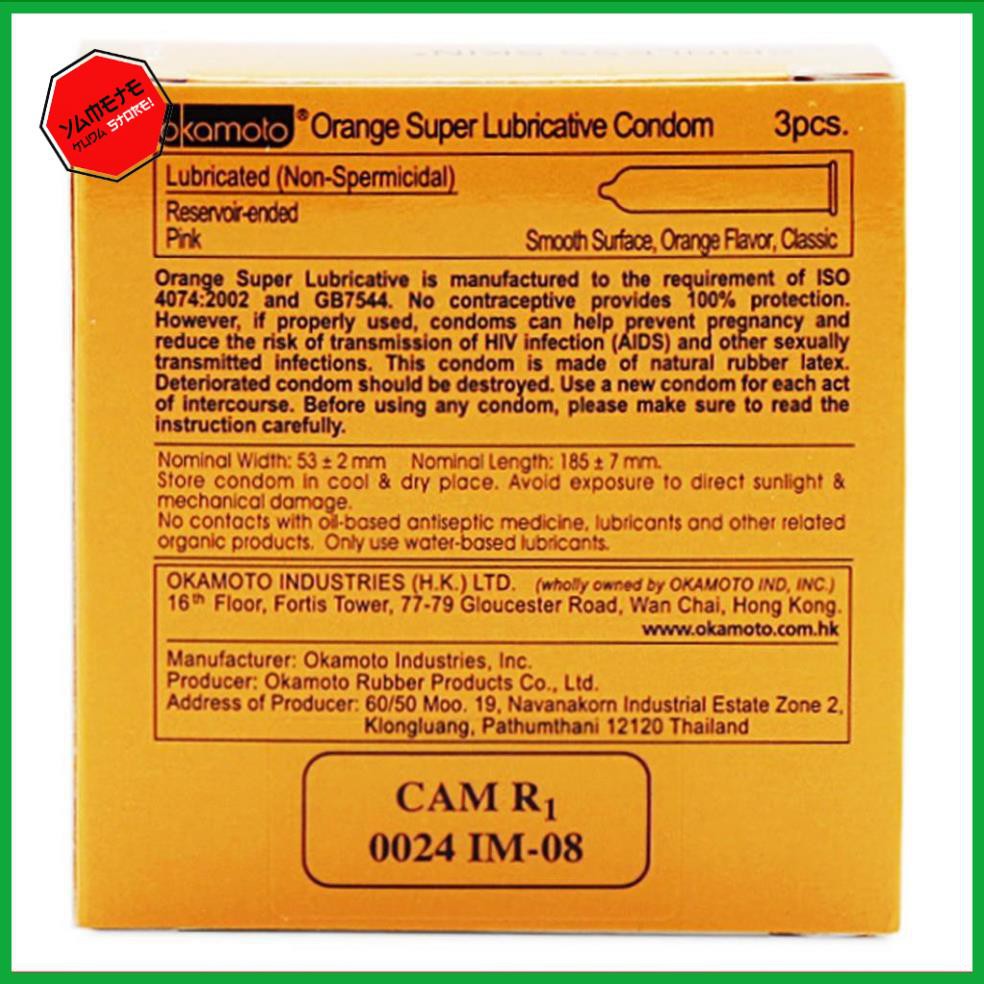 YAMETE
KUDA STORE!
okamoto® Orange Super Lubricative Condom 3pcs.
Lubricated (Non-Spermicidal)
Reservoir-ended
Pink Smooth Surface, Orange Flavor, Classic
Orange Super Lubricative is manufactured to the requirement of ISO
4074:2002 and GB7544. No contraceptive provides 100% protection.
However, if properly used, condoms can help prevent pregnancy and
reduce the risk of transmission of HIV infection (AIDS) and other sexually
transmitted infections. This condom is made of natural rubber latex.
Deteriorated condom should be destroyed. Use a new condom for each act
of intercourse. Before using any condom, please make sure to read the
instruction carefully.
Nominal Width: 53 ± 2 mm Nominal Length: 185 ± 7 mm.
Store condom in cool & dry place. Avoid exposure to direct sunlight &
mechanical damage.
No contacts with oil-based antiseptic medicine, lubricants and other related
organic products. Only use water-based lubricants.
OKAMOTO INDUSTRIES (H.K.) LTD. (wholly owned by OKAMOTO IND, INC.)
16th Floor, Fortis Tower, 77-79 Gloucester Road, Wan Chai, Hong Kong.
www.okamoto.com.hk
Manufacturer: Okamoto Industries, Inc.
Producer: Okamoto Rubber Products Co., Ltd.
Address of Producer: 60/50 Moo. 19, Navanakorn Industrial Estate Zone 2,
Klongluang, Pathumthani 12120 Thailand
CAM R1
0024 IM-08